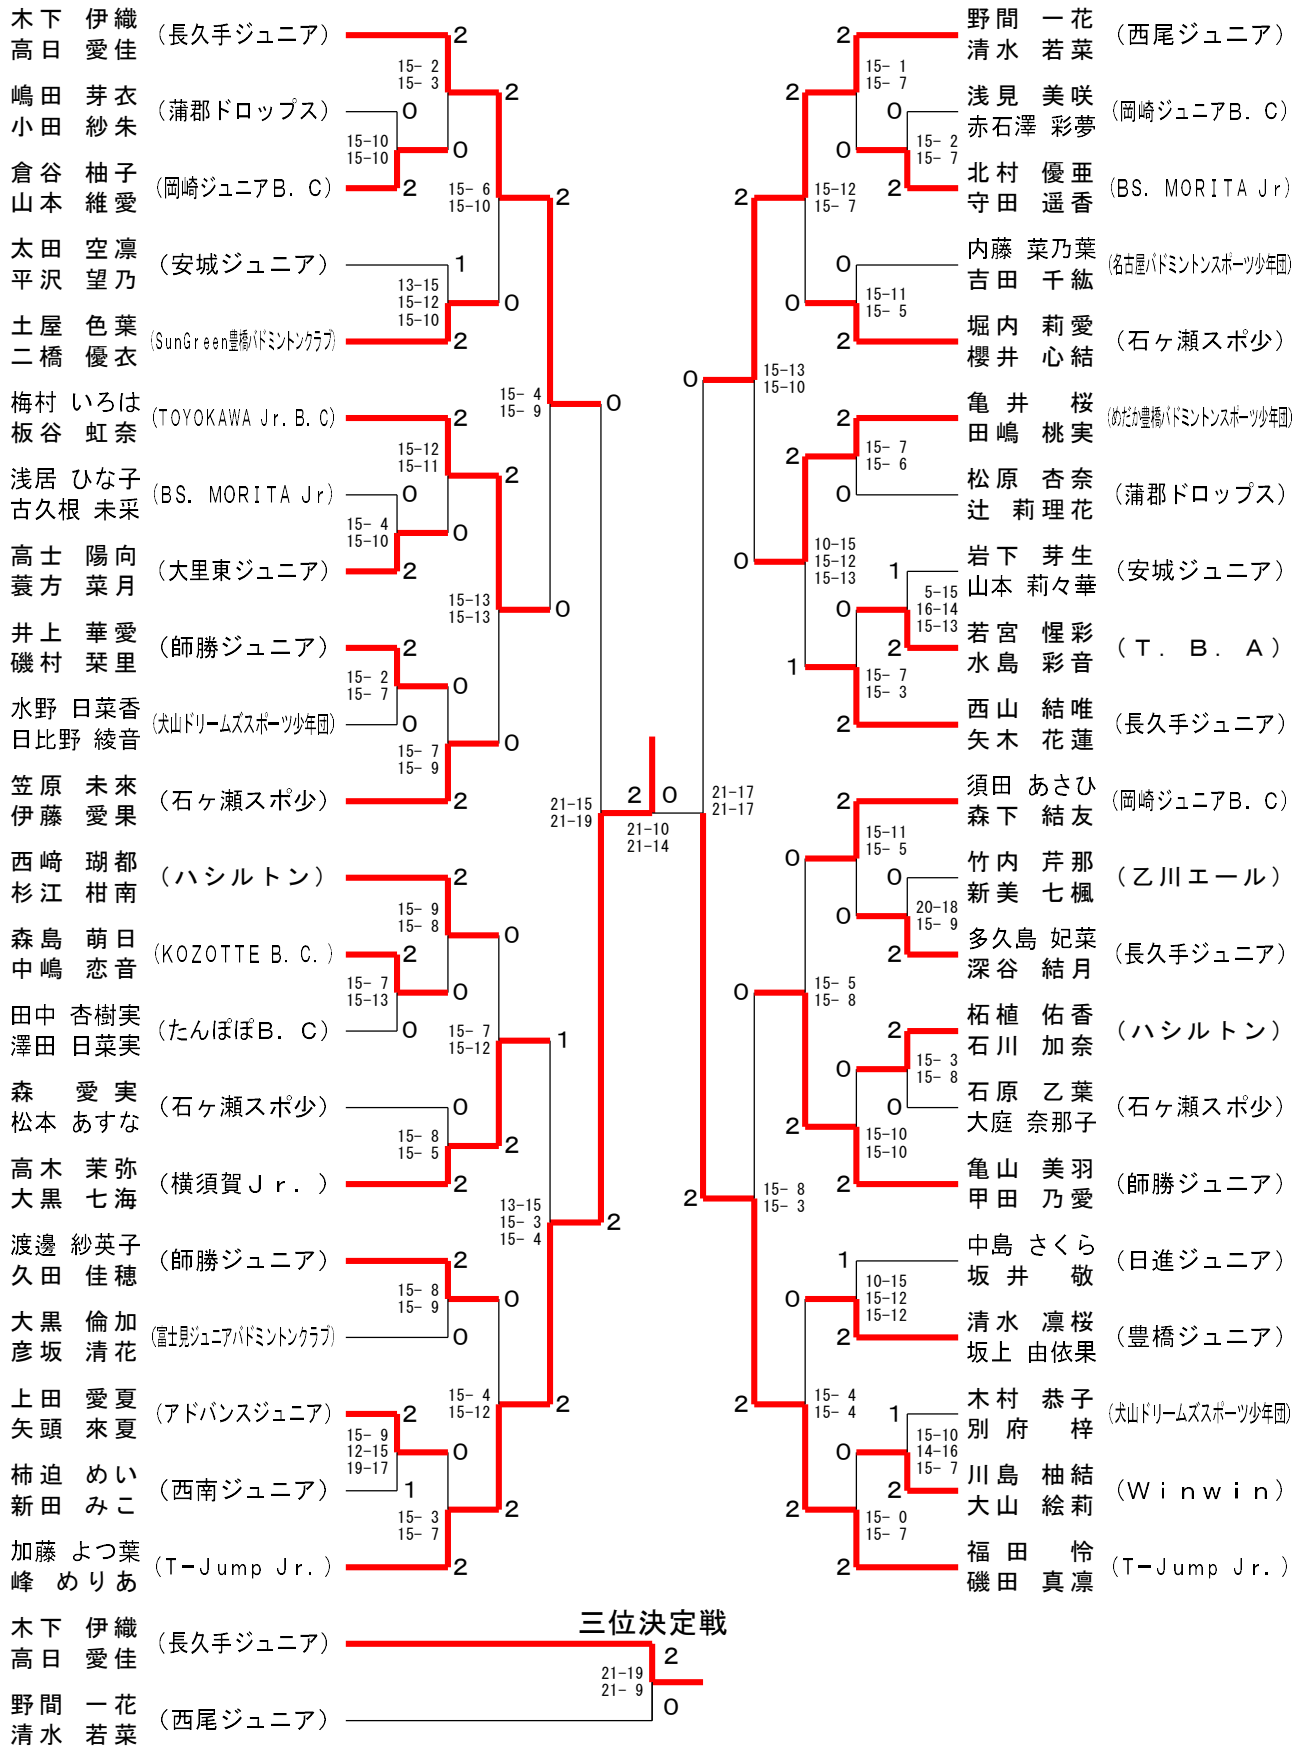 木下 伊織
高日 愛佳
(長久手ジュニア)
2
15- 2
15- 3
2
嶋田 芽衣
小田 紗朱
(蒲郡ドロップス)
0
15-10
15-10
0
倉谷 柚子
山本 維愛
(岡崎ジュニアB. C)
2
15- 6
15-10
2
太田 空凛
平沢 望乃
(安城ジュニア)
1
13-15
15-12
15-10
0
土屋 色葉
二橋 優衣
(SunGreen豊橋バドミントンクラブ)
2
15- 4
15- 9
0
梅村 いろは
板谷 虹奈
(TOYOKAWA Jr. B. C)
2
15-12
15-11
2
浅居 ひな子
古久根 未采
(BS. MORITA Jr)
0
15- 4
15-10
0
高士 陽向
蓑方 菜月
(大里東ジュニア)
2
15-13
15-13
0
井上 華愛
磯村 栞里
(師勝ジュニア)
2
15- 2
15- 7
0
水野 日菜香
日比野 綾音
(犬山ドリームズスポーツ少年団)
0
15- 7
15- 9
0
笠原 未來
伊藤 愛果
(石ヶ瀬スポ少)
2
21-15
21-19
西﨑 瑚都
杉江 柑南
(ハシルトン)
2
15- 9
15- 8
0
森島 萌日
中嶋 恋音
(KOZOTTE B. C. )
2
15- 7
15-13
0
田中 杏樹実
澤田 日菜実
(たんぽぽB. C)
0
15- 7
15-12
1
森 愛実
松本 あすな
(石ヶ瀬スポ少)
0
15- 8
15- 5
2
高木 茉弥
大黒 七海
(横須賀Jr. )
2
13-15
15- 3
15- 4
2
渡邊 紗英子
久田 佳穂
(師勝ジュニア)
2
15- 8
15- 9
0
大黒 倫加
彦坂 清花
(富士見ジュニアバドミントンクラブ)
0
15- 4
15-12
2
上田 愛夏
矢頭 來夏
(アドバンスジュニア)
2
15- 9
12-15
19-17
0
柿迫 めい
新田 みこ
(西南ジュニア)
1
15- 3
15- 7
2
加藤 よつ葉
峰 めりあ
(T-Jump Jr. )
2
2 0
21-10
21-14
野間 一花
清水 若菜
(西尾ジュニア)
2
15- 1
15- 7
2
浅見 美咲
赤石澤 彩夢
(岡崎ジュニアB. C)
0
15- 2
15- 7
0
北村 優亜
守田 遥香
(BS. MORITA Jr)
2
15-12
15- 7
2
内藤 菜乃葉
吉田 千紘
(名古屋バドミントンスポーツ少年団)
0
15-11
15- 5
0
堀内 莉愛
櫻井 心結
(石ヶ瀬スポ少)
2
15-13
15-10
0
亀井 桜
田嶋 桃実
(めだか豊橋バドミントンスポーツ少年団)
2
15- 7
15- 6
2
松原 杏奈
辻 莉理花
(蒲郡ドロップス)
0
10-15
15-12
15-13
0
岩下 芽生
山本 莉々華
(安城ジュニア)
1
5-15
16-14
15-13
0
若宮 惺彩
水島 彩音
(T. B. A)
2
15- 7
15- 3
1
西山 結唯
矢木 花蓮
(長久手ジュニア)
2
21-17
21-17
須田 あさひ
森下 結友
(岡崎ジュニアB. C)
2
15-11
15- 5
0
竹内 芹那
新美 七楓
(乙川エール)
0
20-18
15- 9
0
多久島 妃菜
深谷 結月
(長久手ジュニア)
2
15- 5
15- 8
0
柘植 佑香
石川 加奈
(ハシルトン)
2
15- 3
15- 8
0
石原 乙葉
大庭 奈那子
(石ヶ瀬スポ少)
0
15-10
15-10
2
亀山 美羽
甲田 乃愛
(師勝ジュニア)
2
15- 8
15- 3
2
中島 さくら
坂井 敬
(日進ジュニア)
1
10-15
15-12
15-12
0
清水 凛桜
坂上 由依果
(豊橋ジュニア)
2
15- 4
15- 4
2
木村 恭子
別府 梓
(犬山ドリームズスポーツ少年団)
1
15-10
14-16
15- 7
0
川島 柚結
大山 絵莉
(Winwin)
2
15- 0
15- 7
2
福田 怜
磯田 真凛
(T-Jump Jr. )
2
三位決定戦
木下 伊織
高日 愛佳
(長久手ジュニア)
2
21-19
21- 9
野間 一花
清水 若菜
(西尾ジュニア)
0